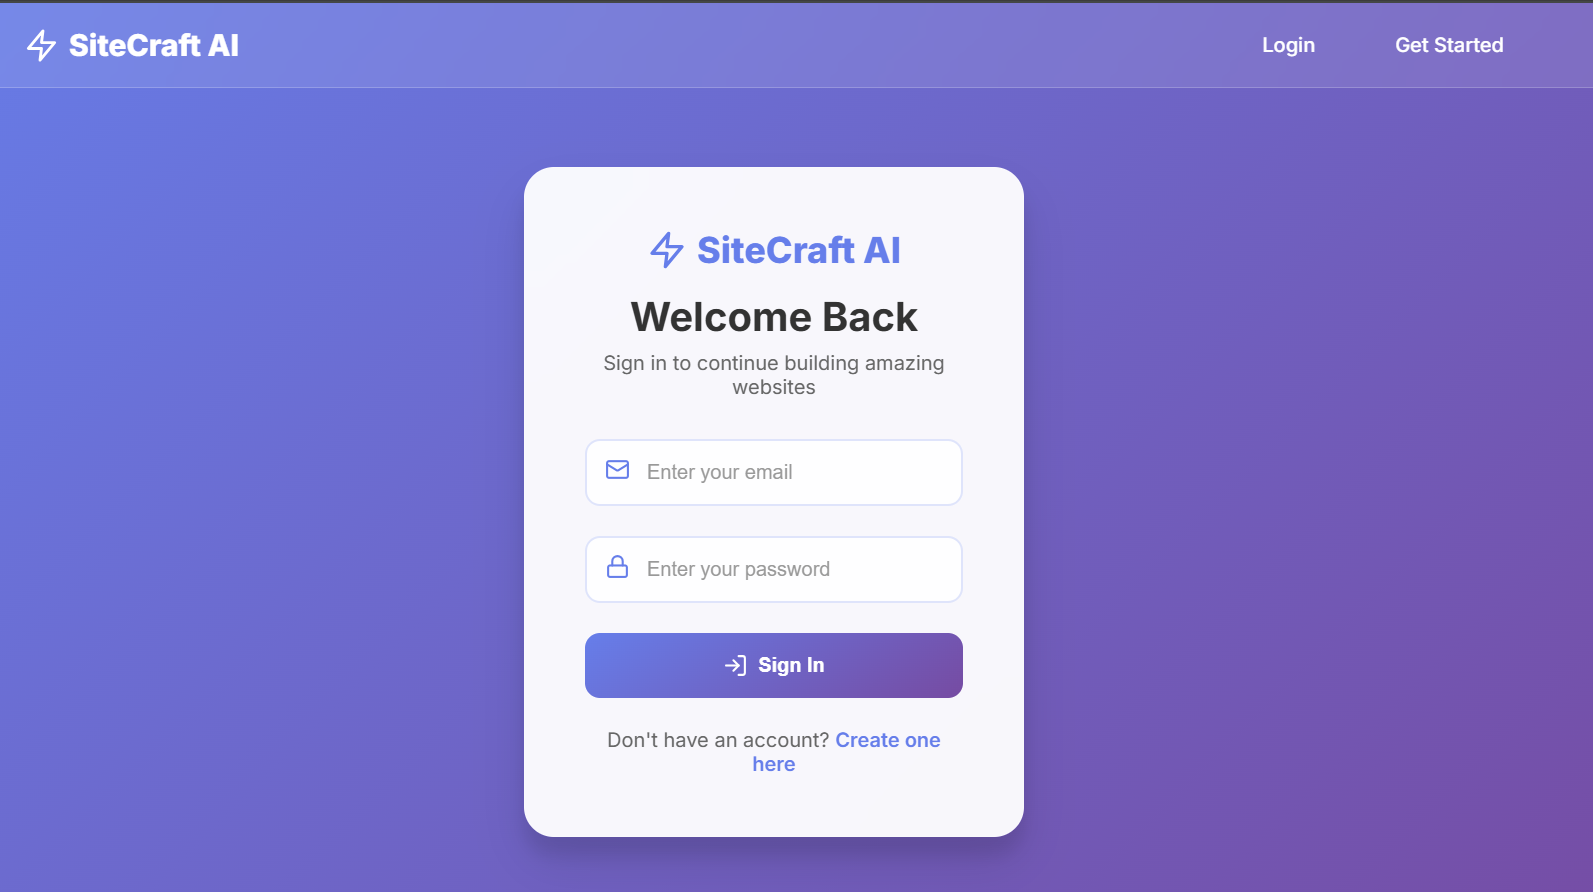 SiteCraft AI
Login
Get Started
SiteCraft AI
Welcome Back
Sign in to continue building amazing
websites
Enter your email
Enter your password
Sign In
Don't have an account? Create one
here